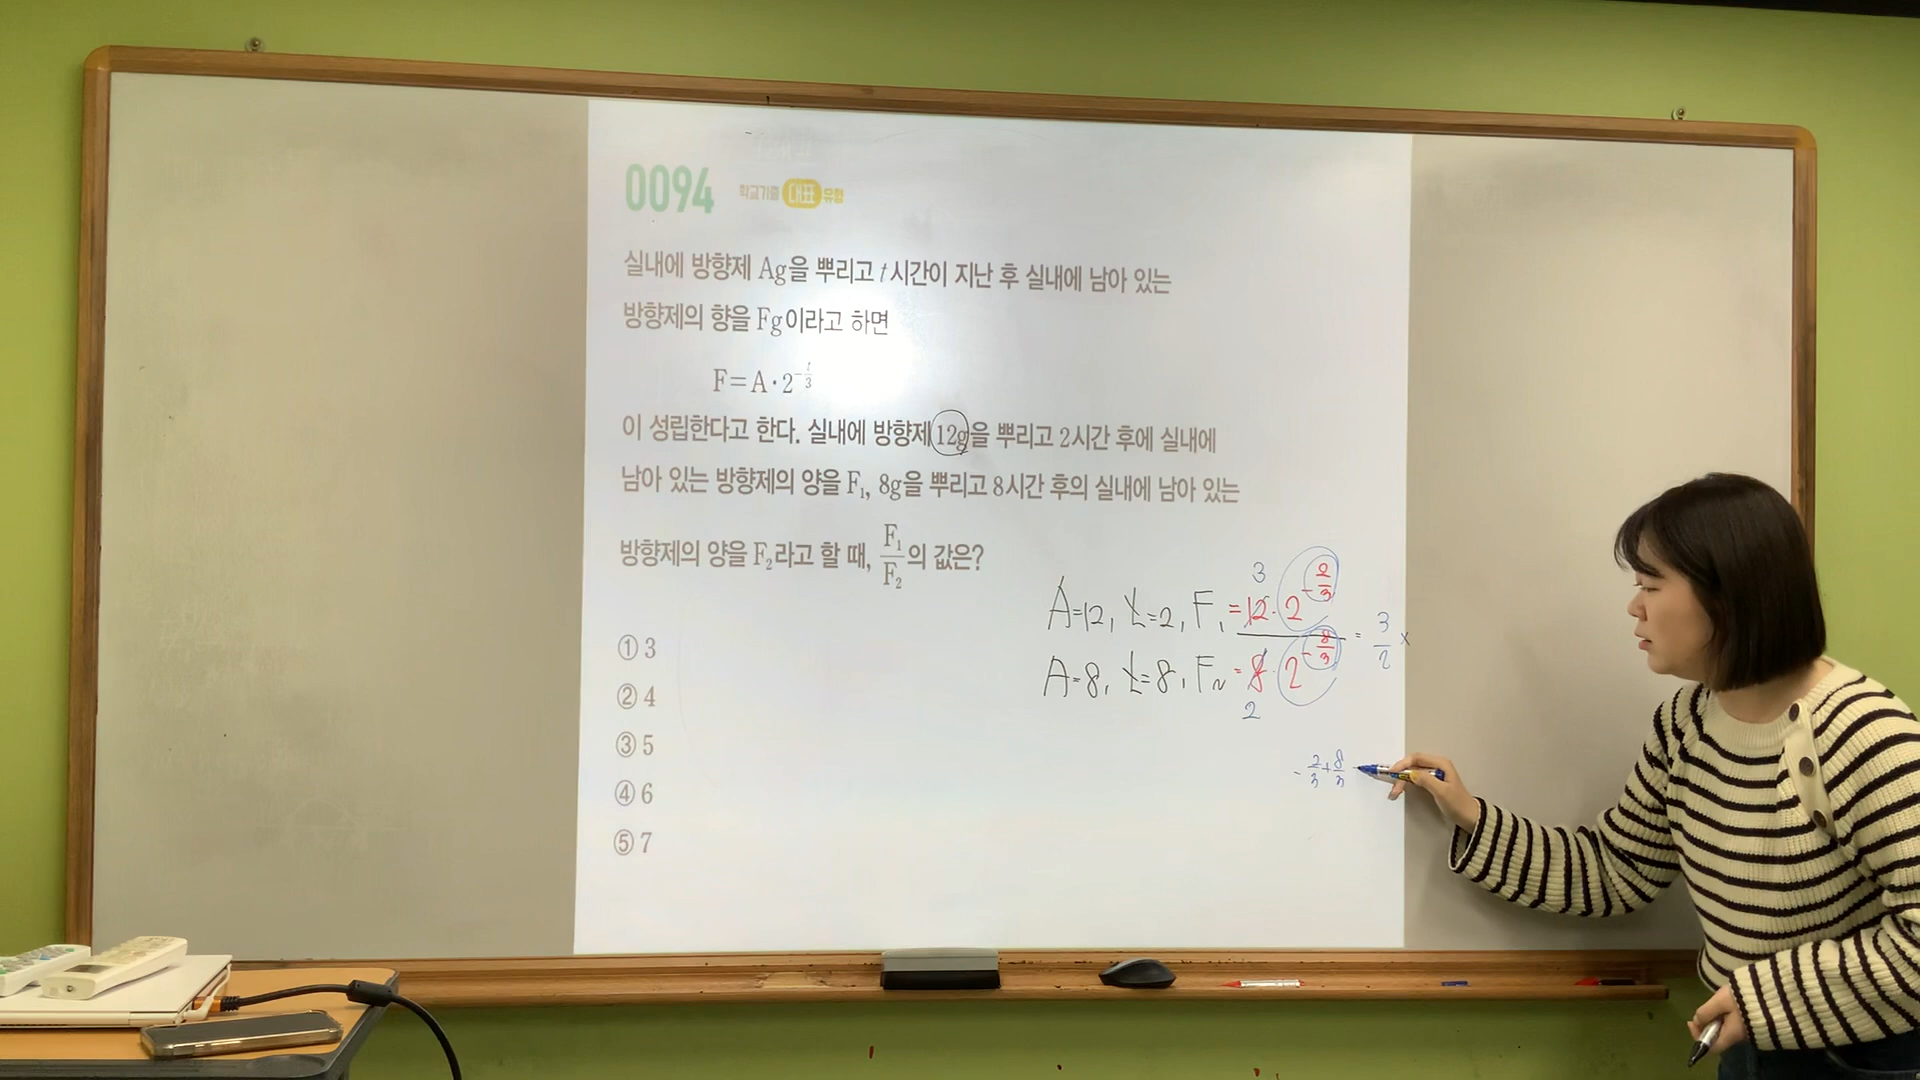 0094 학교기출 대표 유형
실내에 방향제 Ag을 뿌리고 t시간이 지난 후 실내에 남아 있는
방향제의 향을 Fg이라고 하면
F=A·2^{-\frac{t}{3}}
이 성립한다고 한다. 실내에 방향제 12g을 뿌리고 2시간 후에 실내에
남아 있는 방향제의 양을 F₁, 8g을 뿌리고 8시간 후의 실내에 남아 있는
방향제의 양을 F₂라고 할 때, \frac{F₁}{F₂}의 값은?
① 3
② 4
③ 5
④ 6
⑤ 7
3
A=12, t=2, F₁ = 12·2^{-\frac{2}{3}}
= \frac{3}{2} ×
A=8, t=8, F₂ = 8·2^{-\frac{8}{3}}
2
-\frac{2}{3}+\frac{8}{3}